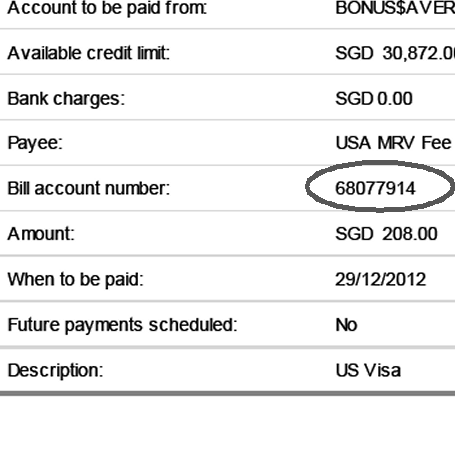 Account to be paid from: BONUS$AVER
Available credit limit: SGD 30,872.00
Bank charges: SGD 0.00
Payee: USA MRV Fee
Bill account number: 68077914
Amount: SGD 208.00
When to be paid: 29/12/2012
Future payments scheduled: No
Description: US Visa